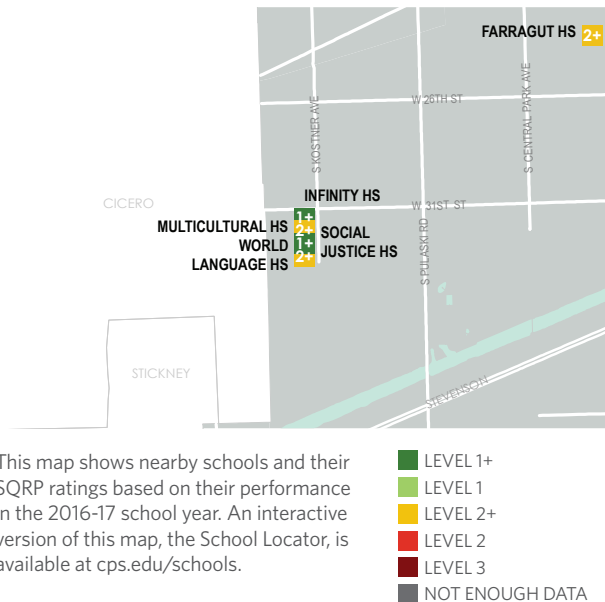 FARRAGUT HS 2+
W 26TH ST
S KOSTNER AVE
S CENTRAL PARK AVE
CICERO
INFINITY HS
W 31ST ST
1+
MULTICULTURAL HS 2+ SOCIAL
WORLD 1+ JUSTICE HS
LANGUAGE HS 2+
S PULASKI RD
STICKNEY
STEVENSON
This map shows nearby schools and their
SQRP ratings based on their performance
in the 2016-17 school year. An interactive
version of this map, the School Locator, is
available at cps.edu/schools.
LEVEL 1+
LEVEL 1
LEVEL 2+
LEVEL 2
LEVEL 3
NOT ENOUGH DATA